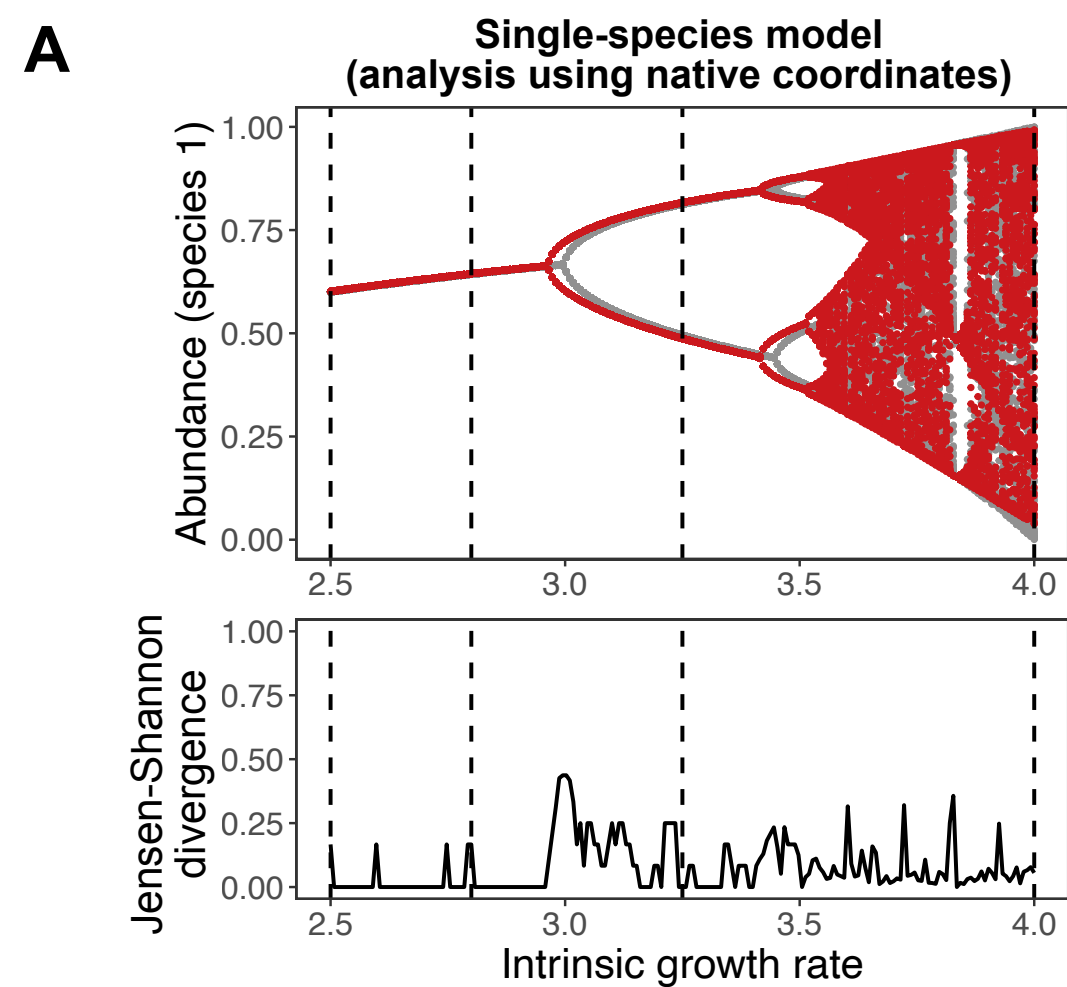 A
Single-species model
(analysis using native coordinates)
Abundance (species 1)
1.00
0.75
0.50
0.25
0.00
2.5 3.0 3.5 4.0
Jensen-Shannon
divergence
1.00
0.75
0.50
0.25
0.00
2.5 3.0 3.5 4.0
Intrinsic growth rate